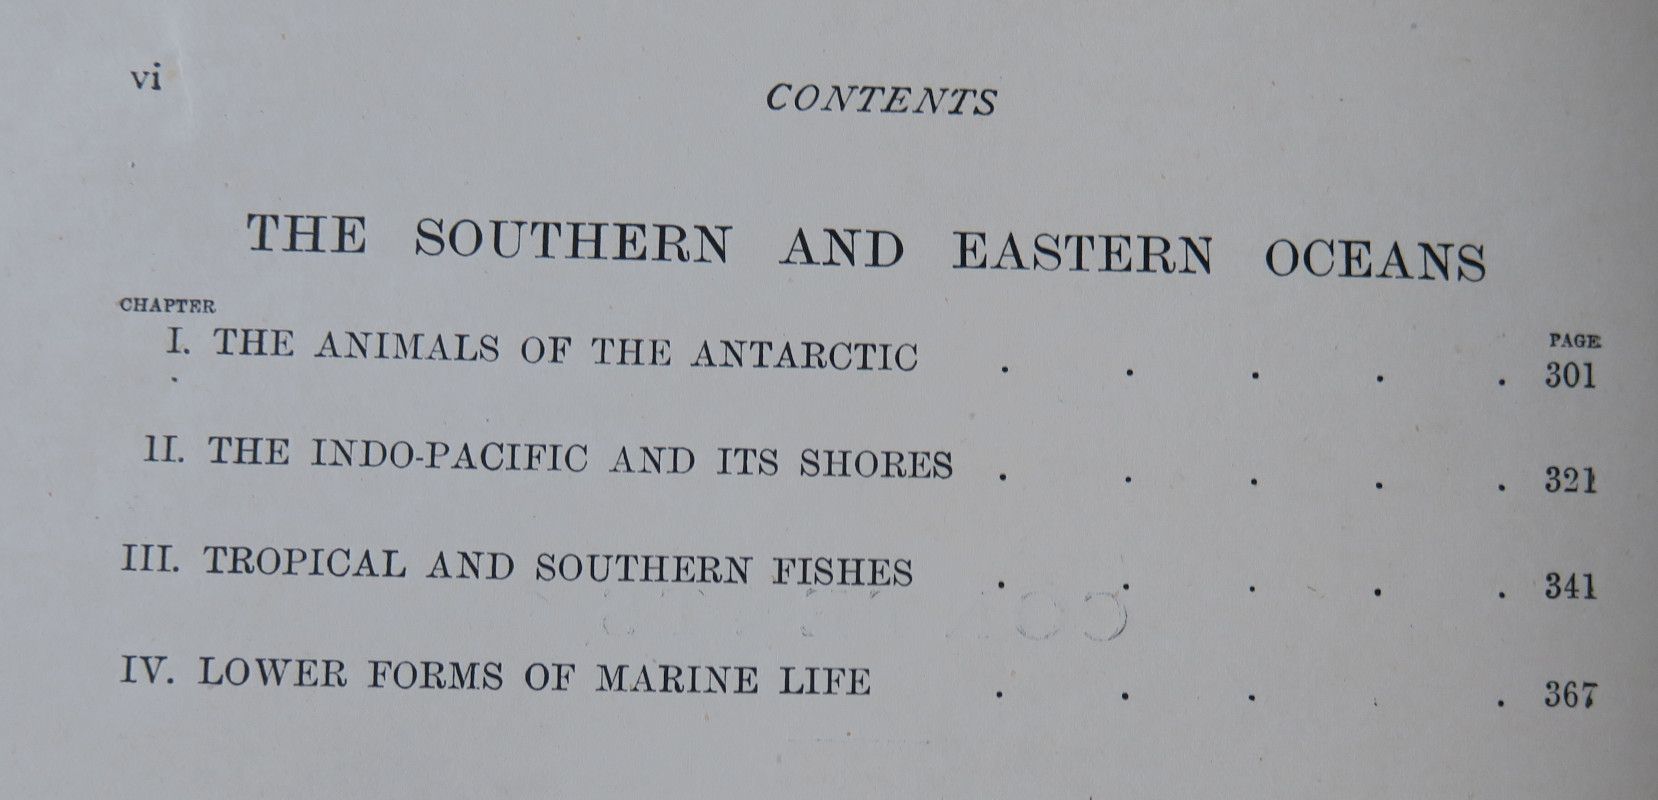 vi
CONTENTS
THE SOUTHERN AND EASTERN OCEANS
CHAPTER PAGE
I. THE ANIMALS OF THE ANTARCTIC . . . . . 301
II. THE INDO-PACIFIC AND ITS SHORES . . . . . 321
III. TROPICAL AND SOUTHERN FISHES . . . . . 341
IV. LOWER FORMS OF MARINE LIFE . . . . . 367